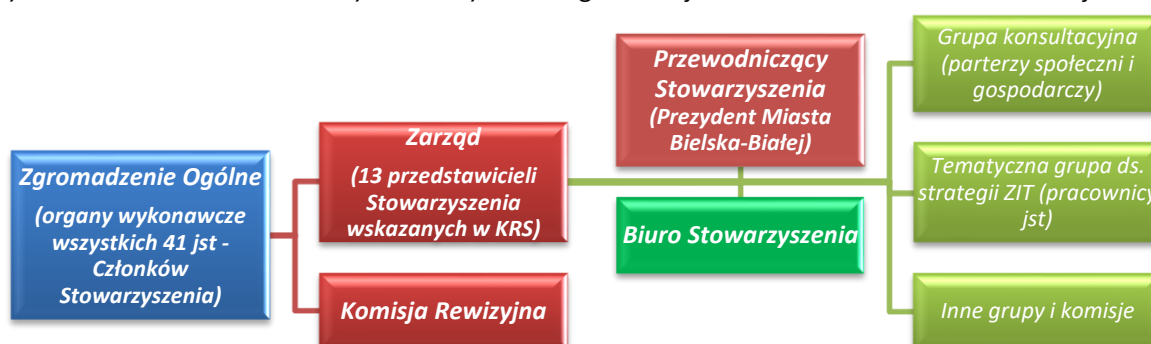 Zgromadzenie Ogólne
(organy wykonawcze
wszystkich 41 jst -
Członków
Stowarzyszenia)
Zarząd
(13 przedstawicieli
Stowarzyszenia
wskazanych w KRS)
Komisja Rewizyjna
Przewodniczący
Stowarzyszenia
(Prezydent Miasta
Bielska-Białej)
Biuro Stowarzyszenia
Grupa konsultacyjna
(parterzy społeczni i
gospodarczy)
Tematyczna grupa ds.
strategii ZIT (pracownicy
jst)
Inne grupy i komisje